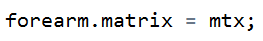 forearm.matrix = mtx;